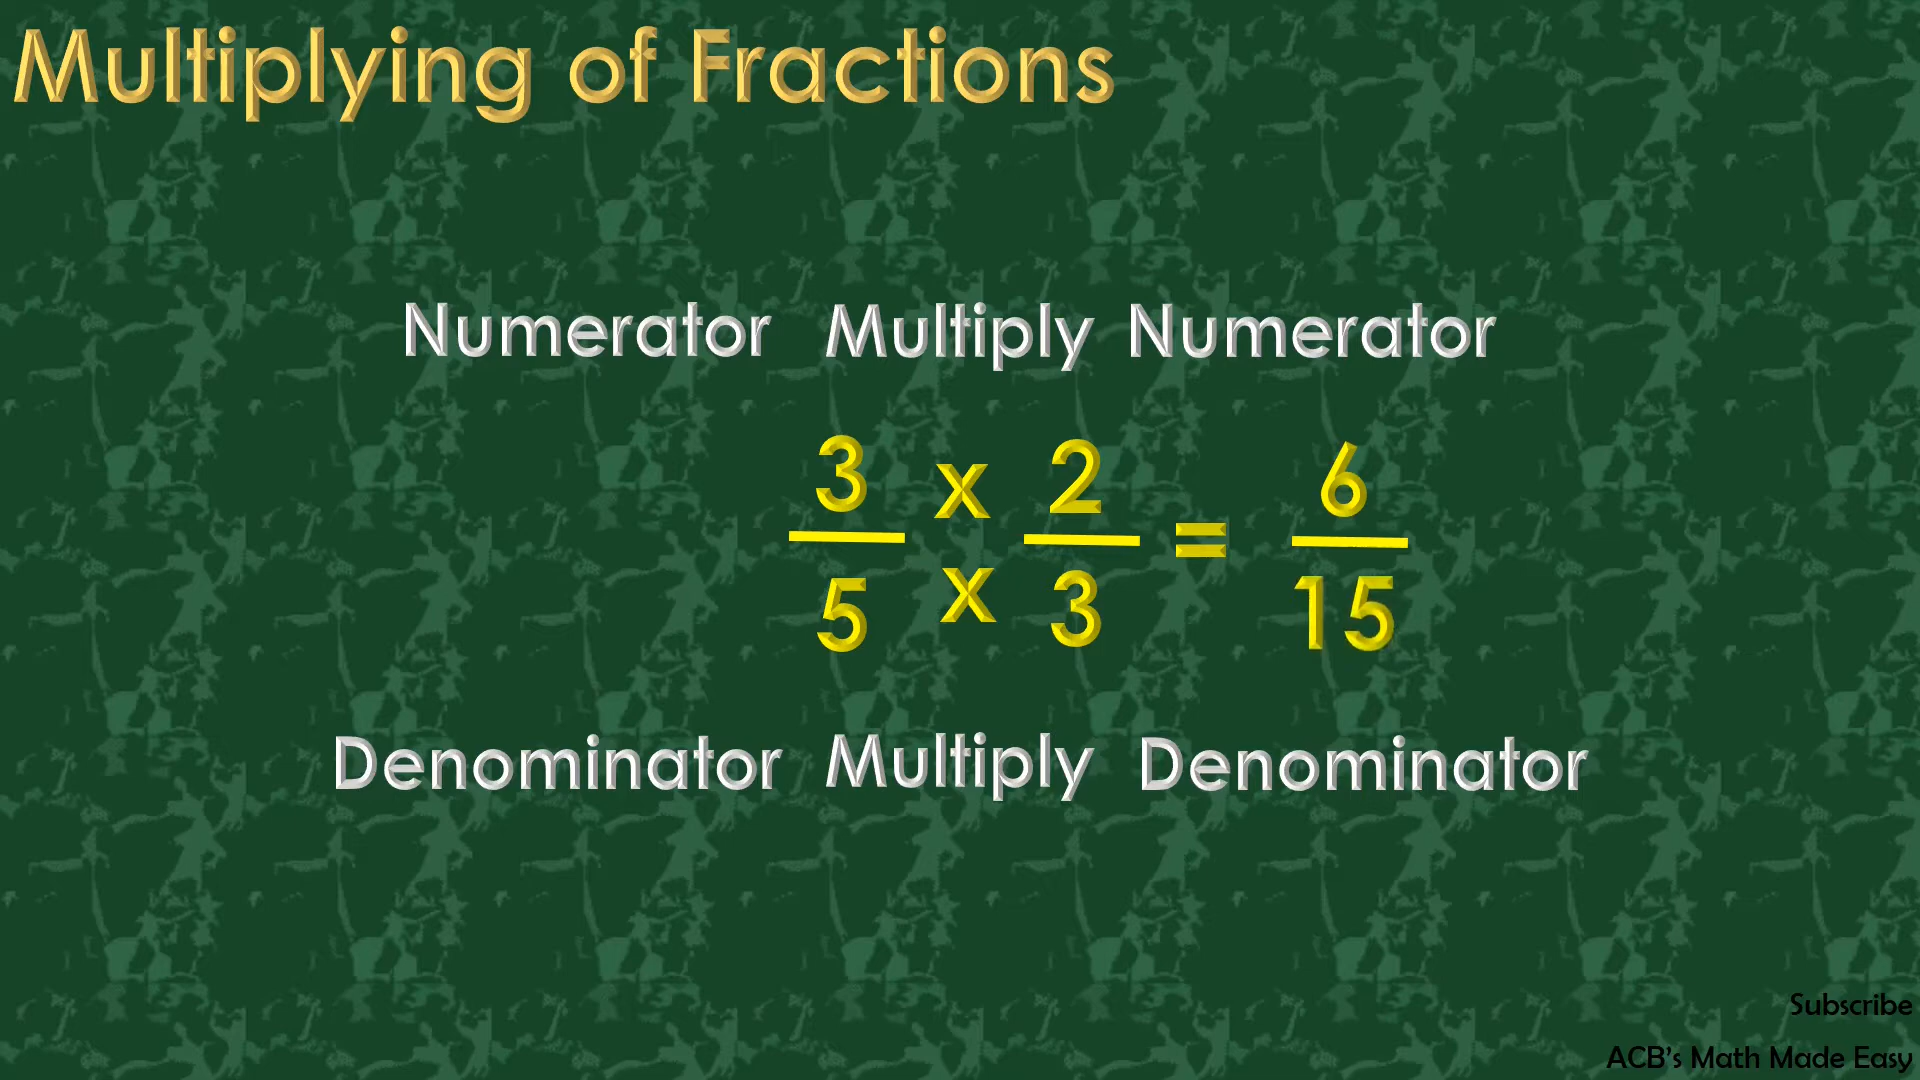 Multiplying of Fractions
Numerator Multiply Numerator
3 x 2 6
=
5 x 3 15
Denominator Multiply Denominator
Subscribe
ACB's Math Made Easy